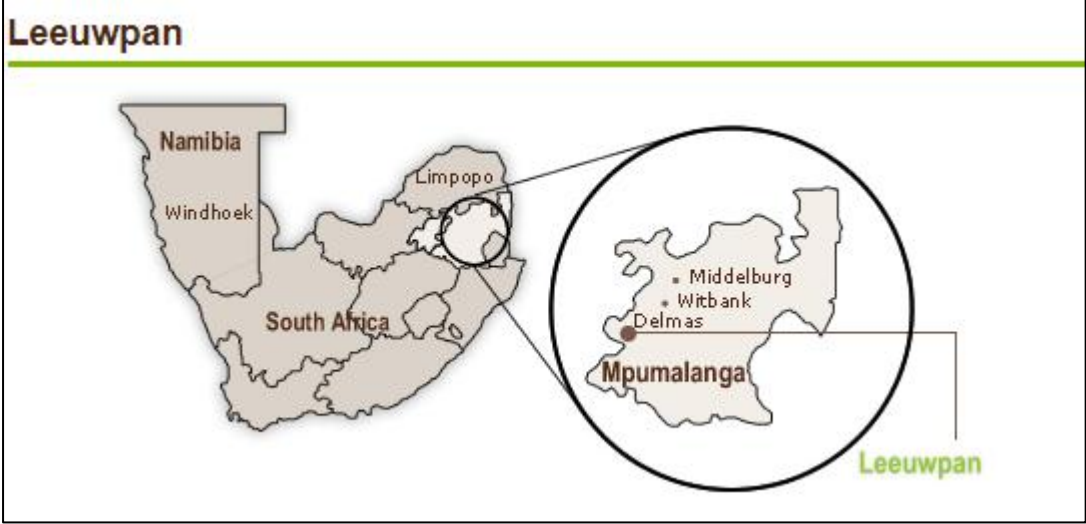 Leeuwpan
Namibia
Limpopo
Windhoek
Middelburg
Witbank
South Africa
Delmas
Mpumalanga
Leeuwpan